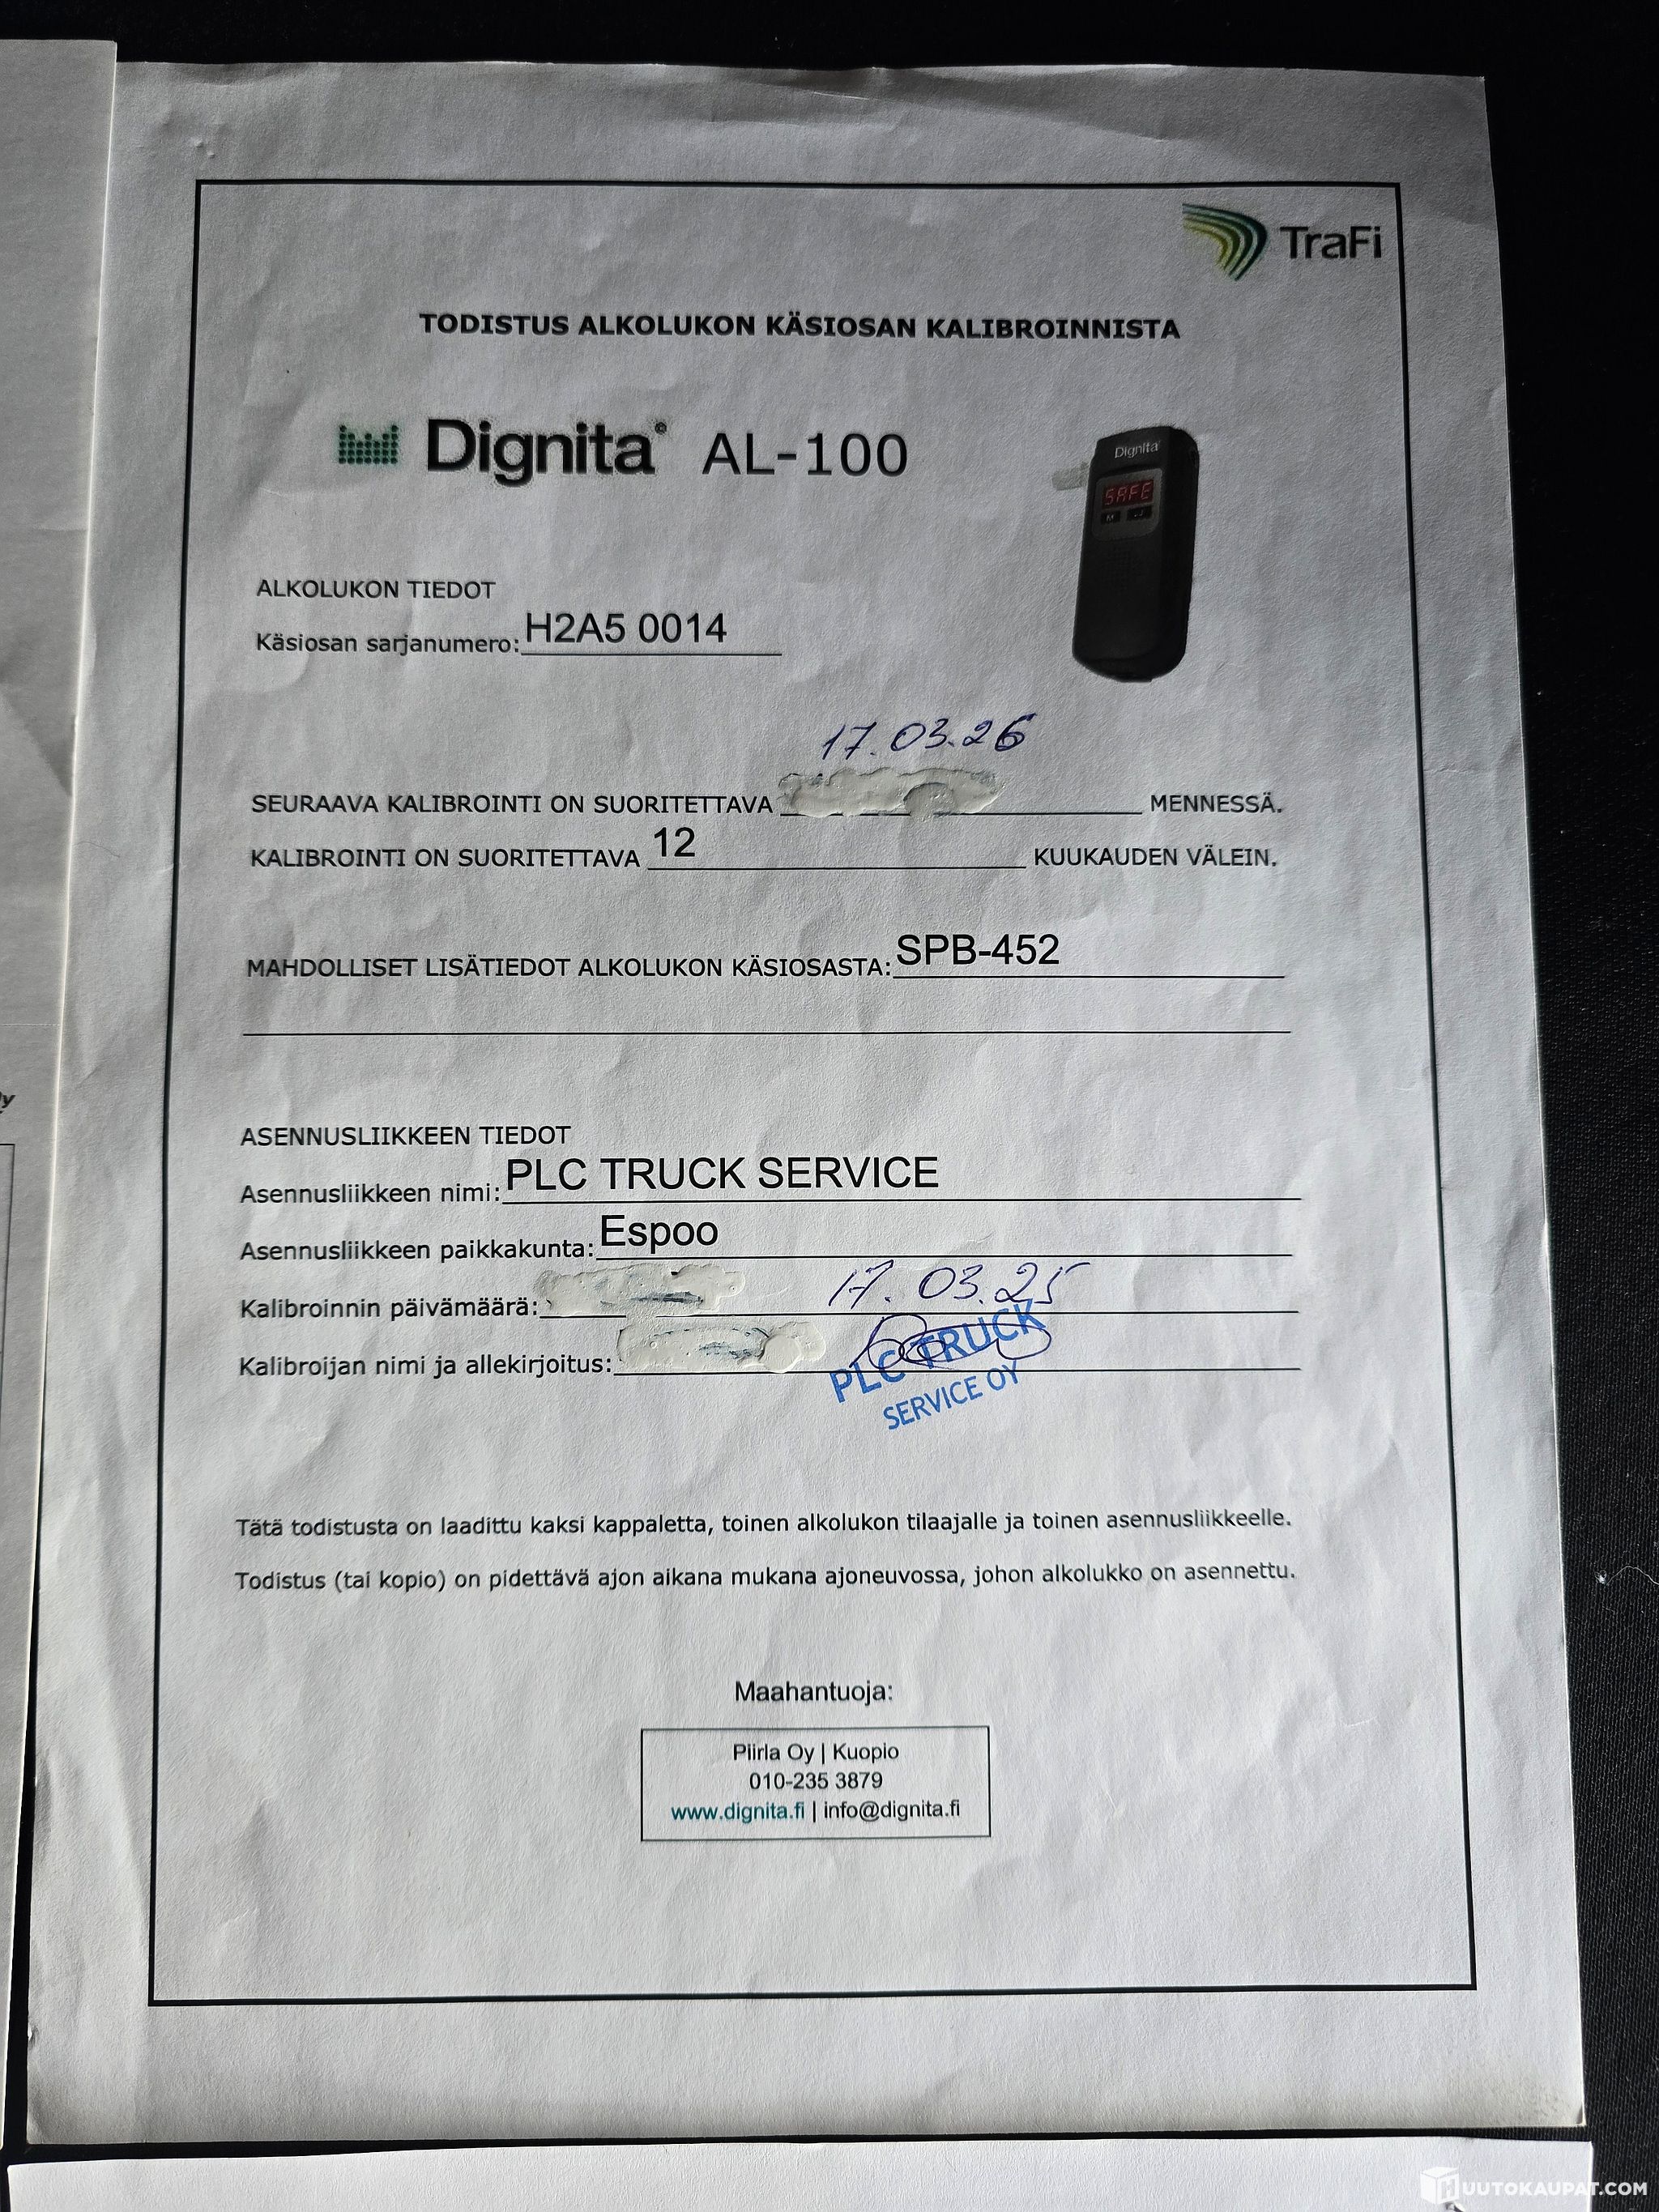 TraFi
TODISTUS ALKOLUKON KÄSIOSAN KALIBROINNISTA
Dignita AL-100
Dignita
SAFE
ALKOLUKON TIEDOT
Käsiosan sarjanumero: H2A5 0014
17.03.26
SEURAAVA KALIBROINTI ON SUORITETTAVA MENNESSÄ.
KALIBROINTI ON SUORITETTAVA 12 KUUKAUDEN VÄLEIN.
MAHDOLLISET LISÄTIEDOT ALKOLUKON KÄSIOSASTA: SPB-452
ASENNUSLIIKKEEN TIEDOT
Asennusliikkeen nimi: PLC TRUCK SERVICE
Asennusliikkeen paikkakunta: Espoo
Kalibroinnin päivämäärä: 17.03.25
Kalibroijan nimi ja allekirjoitus:
PLC TRUCK
SERVICE OY
Tätä todistusta on laadittu kaksi kappaletta, toinen alkolukon tilaajalle ja toinen asennusliikkeelle.
Todistus (tai kopio) on pidettävä ajon aikana mukana ajoneuvossa, johon alkolukko on asennettu.
Maahantuoja:
Piirla Oy | Kuopio
010-235 3879
www.dignita.fi | info@dignita.fi
HUUTOKAUPAT.COM